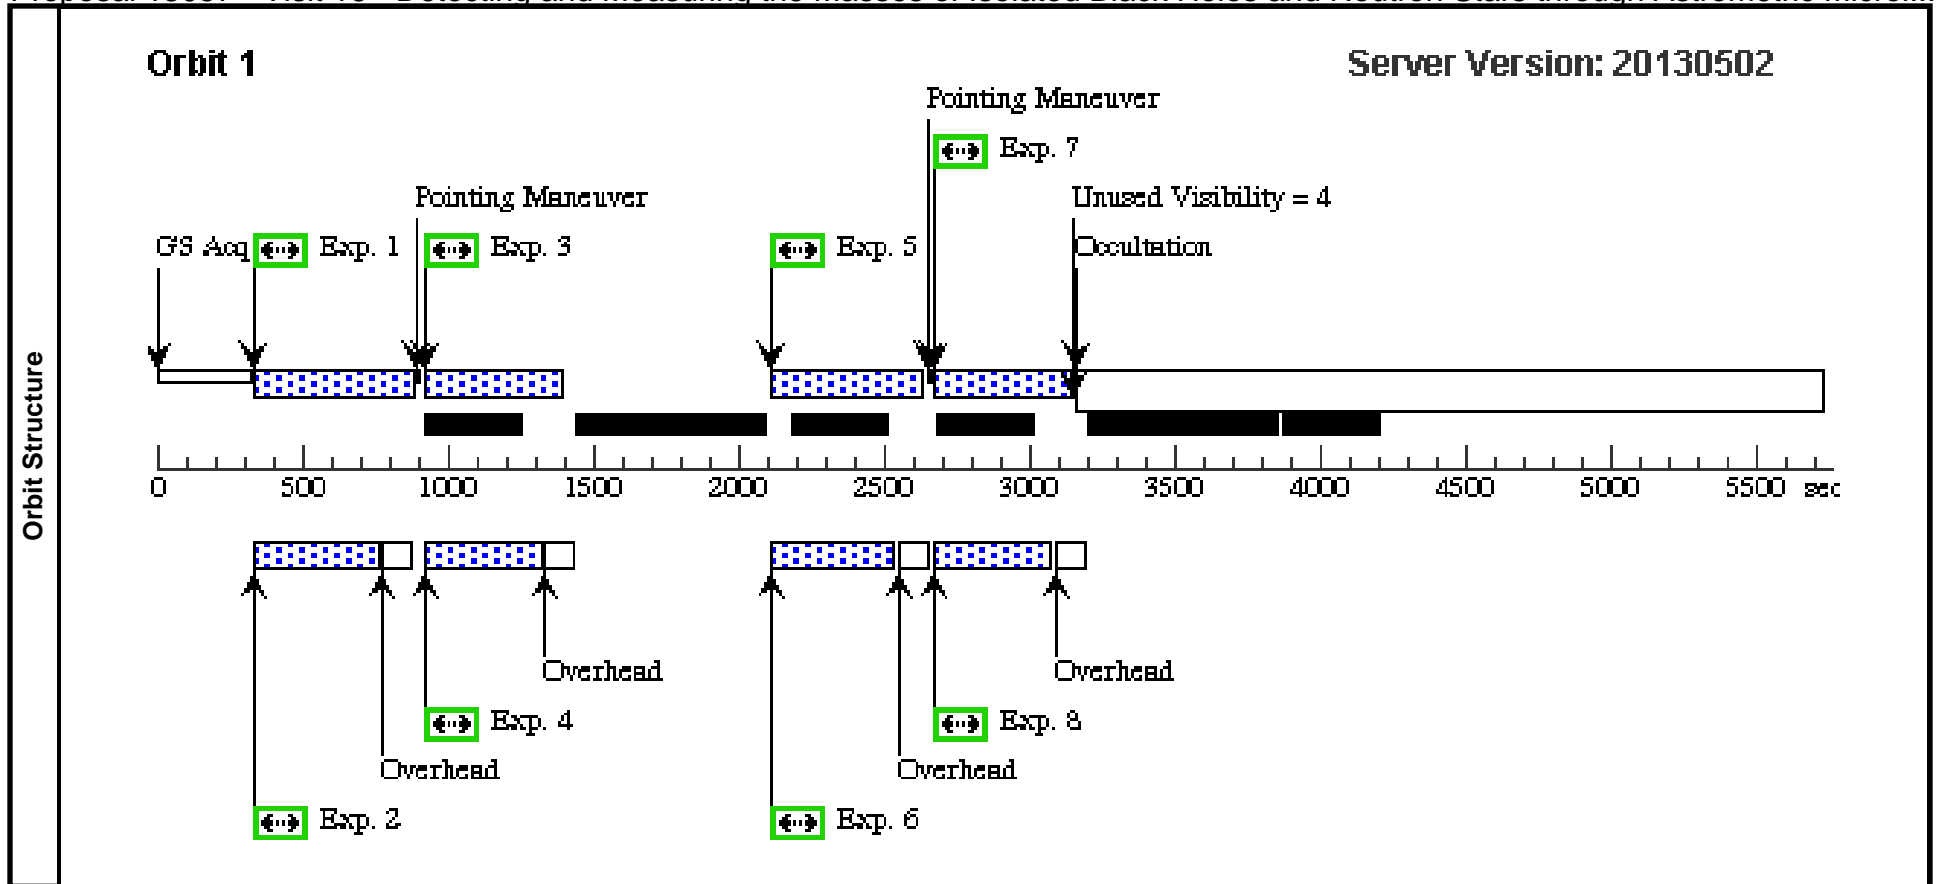 Orbit Structure
Orbit 1
Server Version: 20130502
Pointing Maneuver
Exp. 7
Pointing Maneuver
Unused Visibility = 4
GS Acq
Exp. 1
Exp. 3
Exp. 5
Occultation
0 500 1000 1500 2000 2500 3000 3500 4000 4500 5000 5500 sec
Overhead
Overhead
Exp. 4
Exp. 8
Overhead
Overhead
Exp. 2
Exp. 6